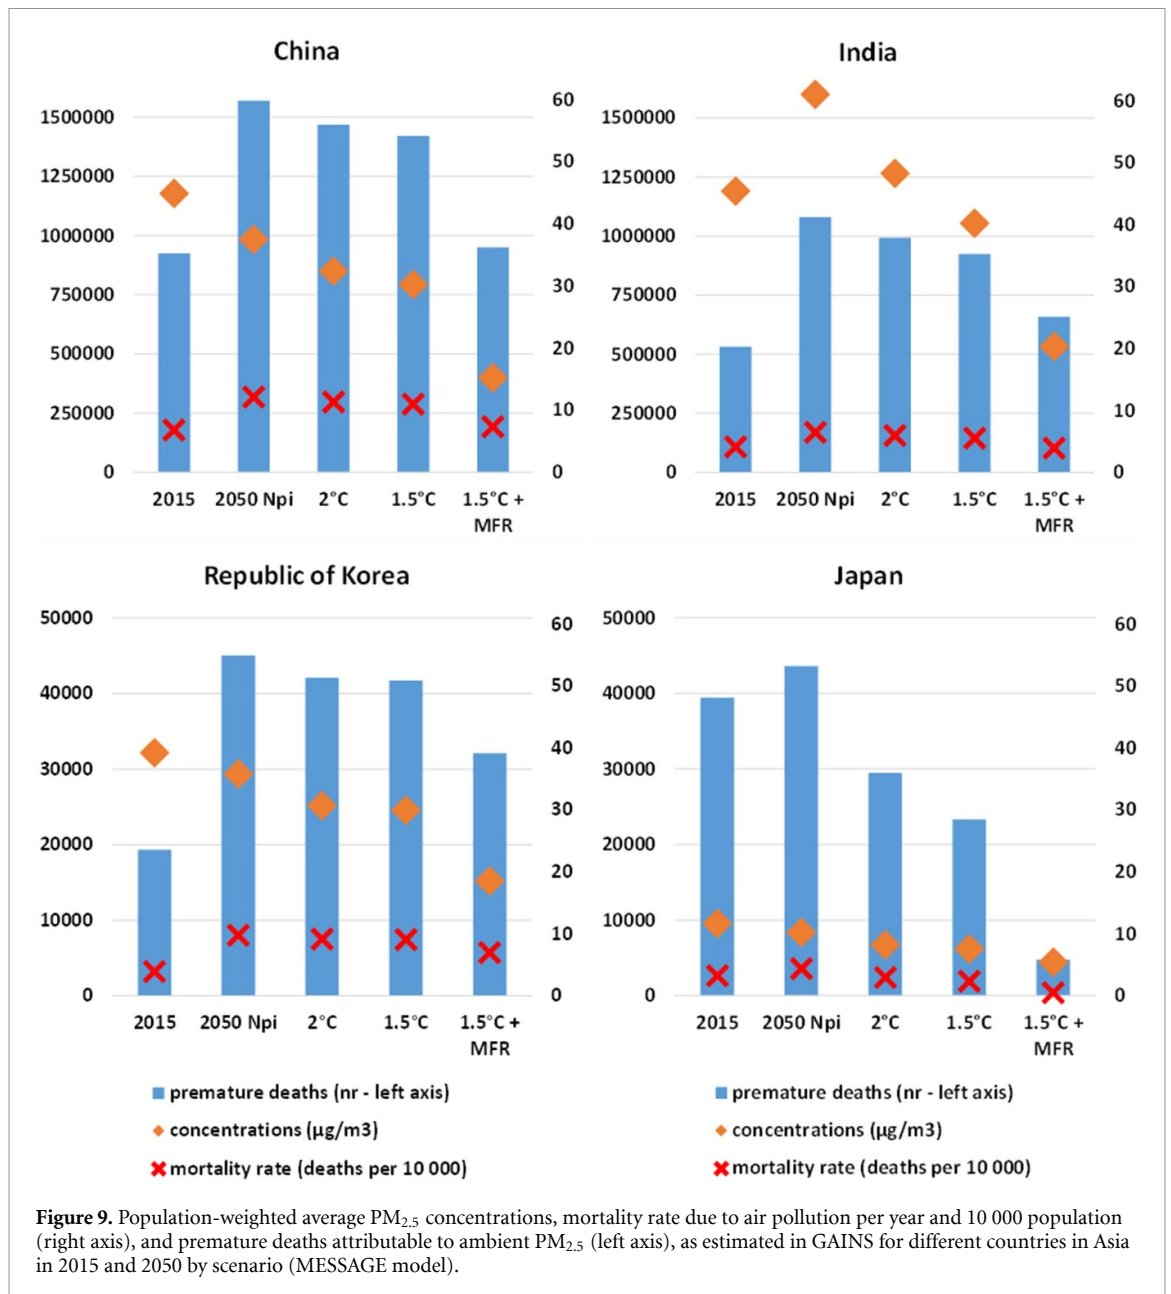 China
1500000
1250000
1000000
750000
500000
250000
0
60
50
40
30
20
10
0
2015 2050 Npi 2°C 1.5°C 1.5°C +
MFR
India
1500000
1250000
1000000
750000
500000
250000
0
60
50
40
30
20
10
0
2015 2050 Npi 2°C 1.5°C 1.5°C +
MFR
Republic of Korea
50000
40000
30000
20000
10000
0
60
50
40
30
20
10
0
2015 2050 Npi 2°C 1.5°C 1.5°C +
MFR
premature deaths (nr - left axis)
concentrations (µg/m3)
mortality rate (deaths per 10 000)
Japan
50000
40000
30000
20000
10000
0
60
50
40
30
20
10
0
2015 2050 Npi 2°C 1.5°C 1.5°C +
MFR
premature deaths (nr - left axis)
concentrations (µg/m3)
mortality rate (deaths per 10 000)
Figure 9. Population-weighted average PM2.5 concentrations, mortality rate due to air pollution per year and 10 000 population
(right axis), and premature deaths attributable to ambient PM2.5 (left axis), as estimated in GAINS for different countries in Asia
in 2015 and 2050 by scenario (MESSAGE model).